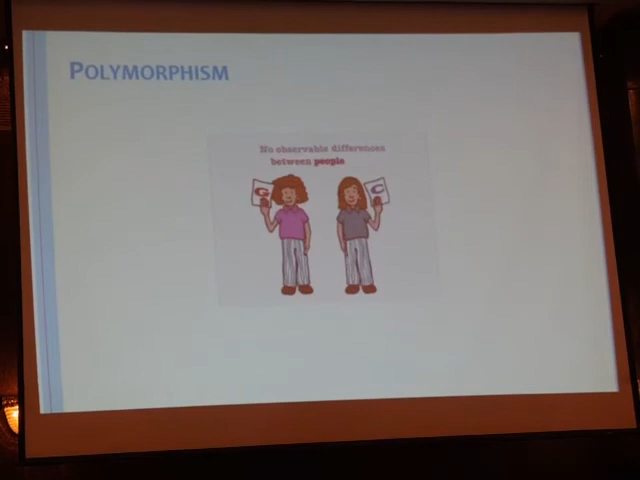 POLYMORPHISM
No observable differences
between people
G
C